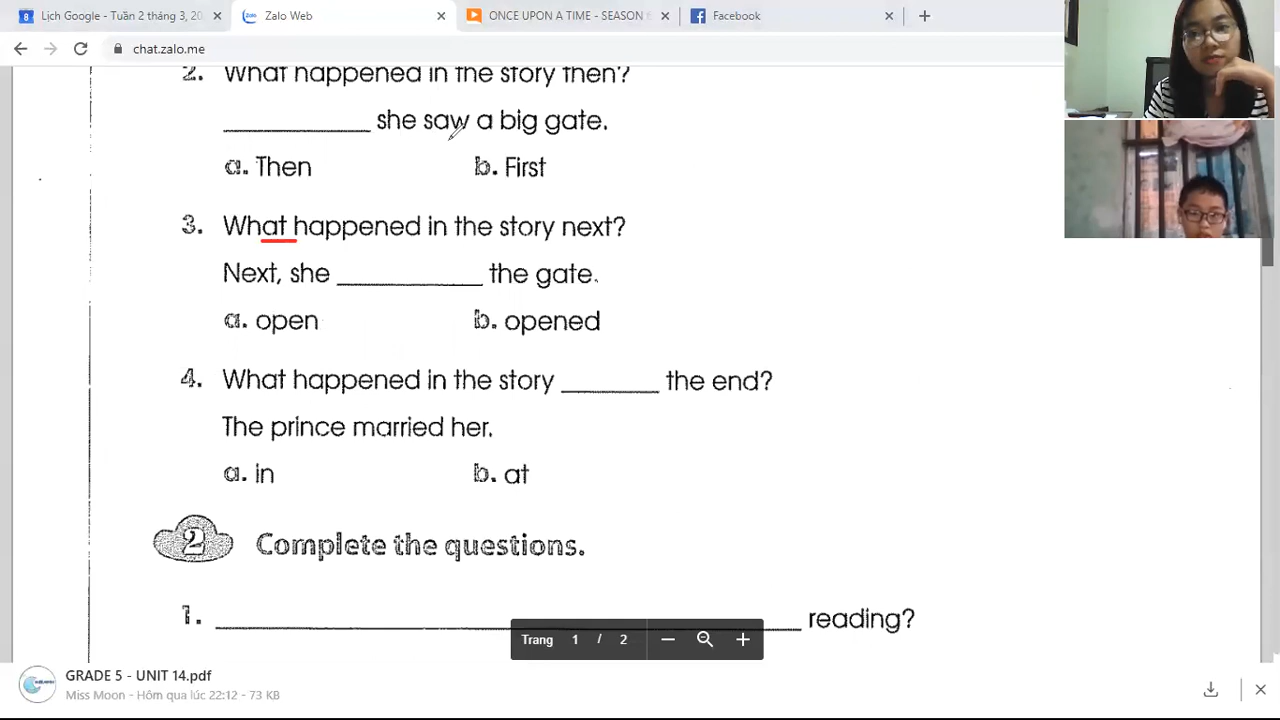 Lịch Google - Tuần 2 tháng 3, 20
Zalo Web
ONCE UPON A TIME - SEASON
Facebook
chat.zalo.me
2. What happened in the story then?
__________ she saw a big gate.
a. Then b. First
3. What happened in the story next?
Next, she __________ the gate.
a. open b. opened
4. What happened in the story _______ the end?
The prince married her.
a. in b. at
2 Complete the questions.
1. ________________________________________ reading?
Trang 1 / 2
GRADE 5 - UNIT 14.pdf
Miss Moon - Hôm qua lúc 22:12 - 73 KB